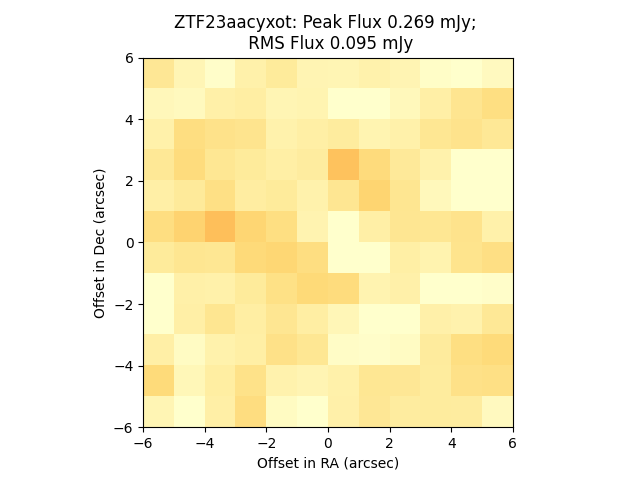 ZTF23aacyxot: Peak Flux 0.269 mJy;
RMS Flux 0.095 mJy
6
4
2
0
−2
−4
−6
Offset in Dec (arcsec)
−6 −4 −2 0 2 4 6
Offset in RA (arcsec)